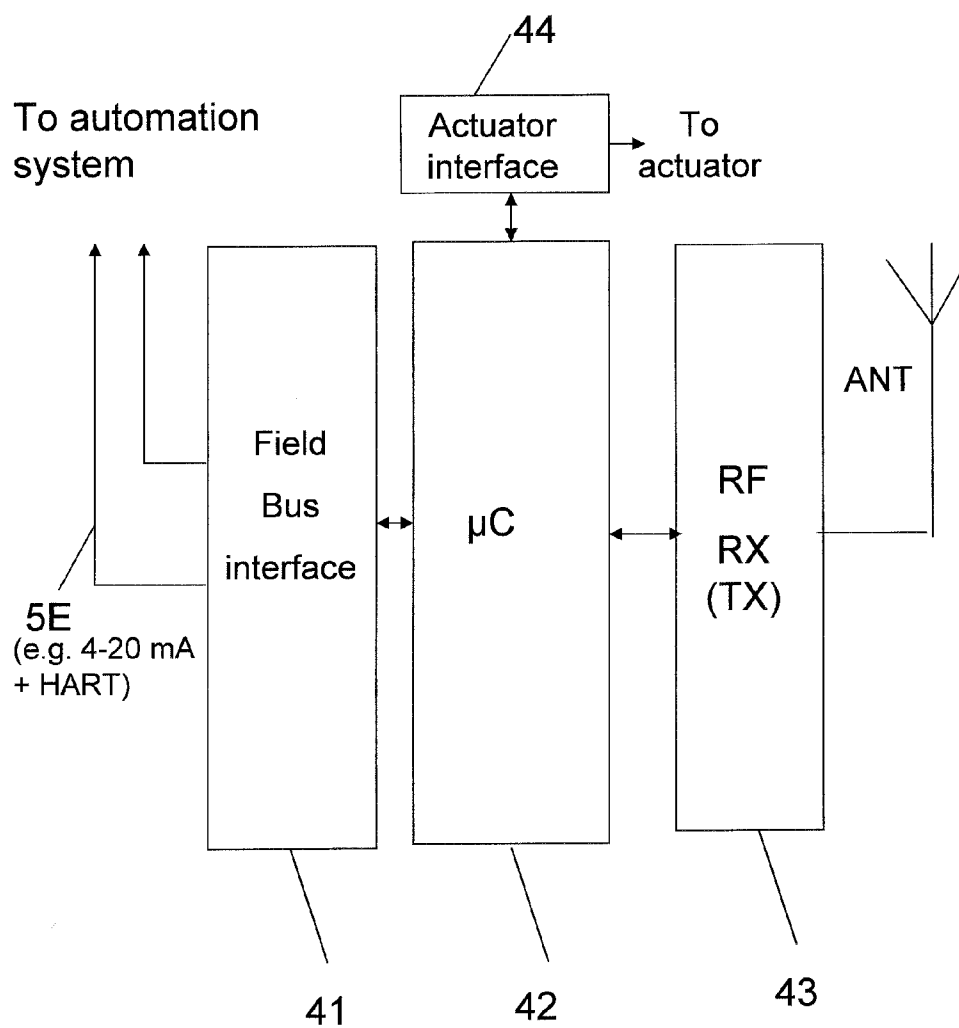 44
To automation
system
Actuator
interface
To
actuator
ANT
Field
Bus
interface
µC
RF
RX
(TX)
5E
(e.g. 4-20 mA
+ HART)
41
42
43